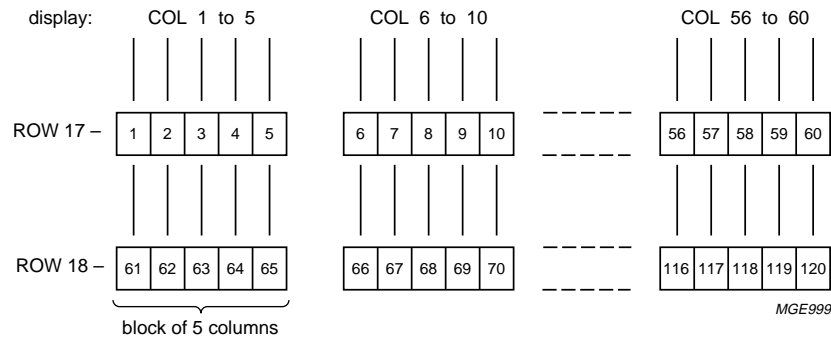 display: COL 1 to 5 COL 6 to 10 COL 56 to 60
ROW 17 – 1 2 3 4 5 6 7 8 9 10 56 57 58 59 60
ROW 18 – 61 62 63 64 65 66 67 68 69 70 116 117 118 119 120
MGE999
block of 5 columns